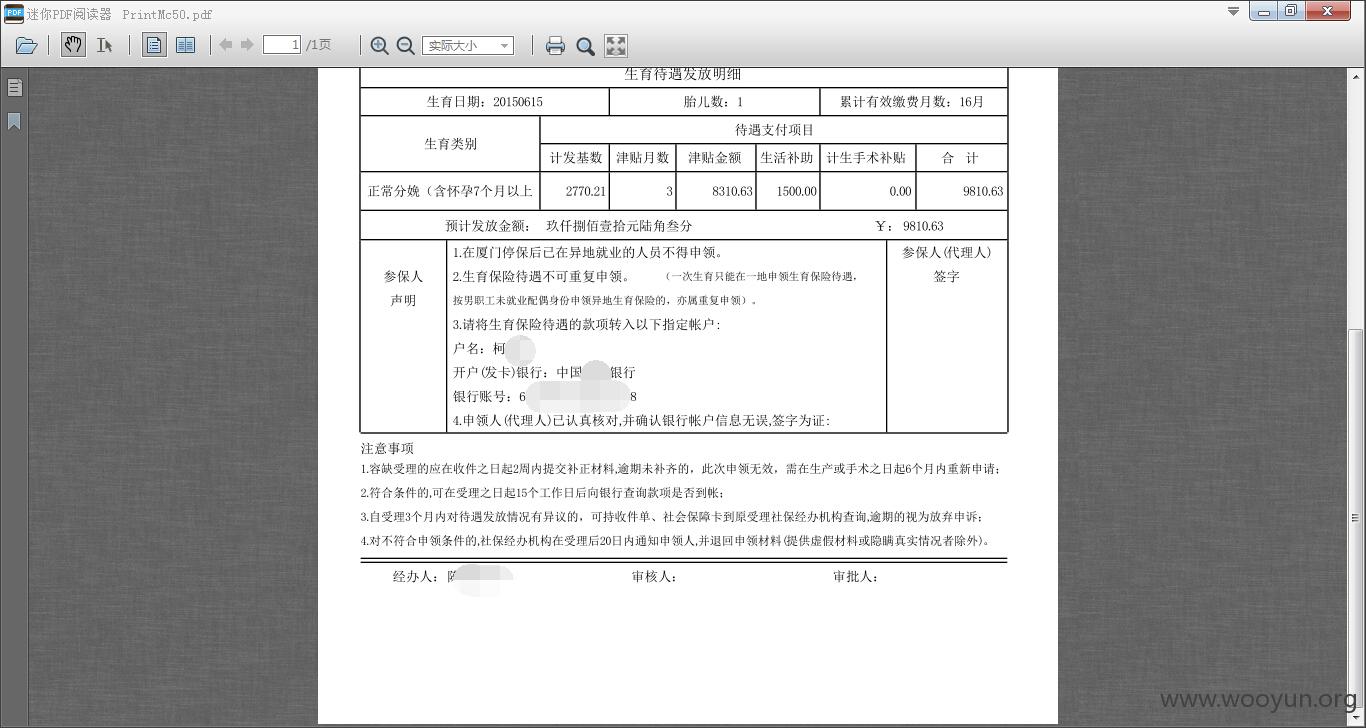 迷你PDF阅读器 PrintMc50.pdf
1 /1页 实际大小
生育待遇发放明细
生育日期：20150615 胎儿数：1 累计有效缴费月数：16月
生育类别 待遇支付项目
计发基数 津贴月数 津贴金额 生活补助 计生手术补贴 合 计
正常分娩（含怀孕7个月以上 2770.21 3 8310.63 1500.00 0.00 9810.63
预计发放金额： 玖仟捌佰壹拾元陆角叁分 ￥：9810.63
参保人
声明
1.在厦门停保后已在异地就业的人员不得申领。
2.生育保险待遇不可重复申领。 （一次生育只能在一地申领生育保险待遇，
按男职工未就业配偶身份申领异地生育保险的，亦属重复申领）。
3.请将生育保险待遇的款项转入以下指定帐户：
户名：柯
开户(发卡)银行：中国 银行
银行账号：6 8
4.申领人(代理人)已认真核对,并确认银行帐户信息无误,签字为证：
参保人(代理人)
签字
注意事项
1.容缺受理的应在收件之日起2周内提交补正材料,逾期未补齐的，此次申领无效，需在生产或手术之日起6个月内重新申请；
2.符合条件的,可在受理之日起15个工作日后向银行查询款项是否到帐；
3.自受理3个月内对待遇发放情况有异议的，可持收件单、社会保障卡到原受理社保经办机构查询,逾期的视为放弃申诉；
4.对不符合申领条件的,社保经办机构在受理后20日内通知申领人,并退回申领材料(提供虚假材料或隐瞒真实情况者除外)。
经办人： 审核人： 审批人：
www.wooyun.org